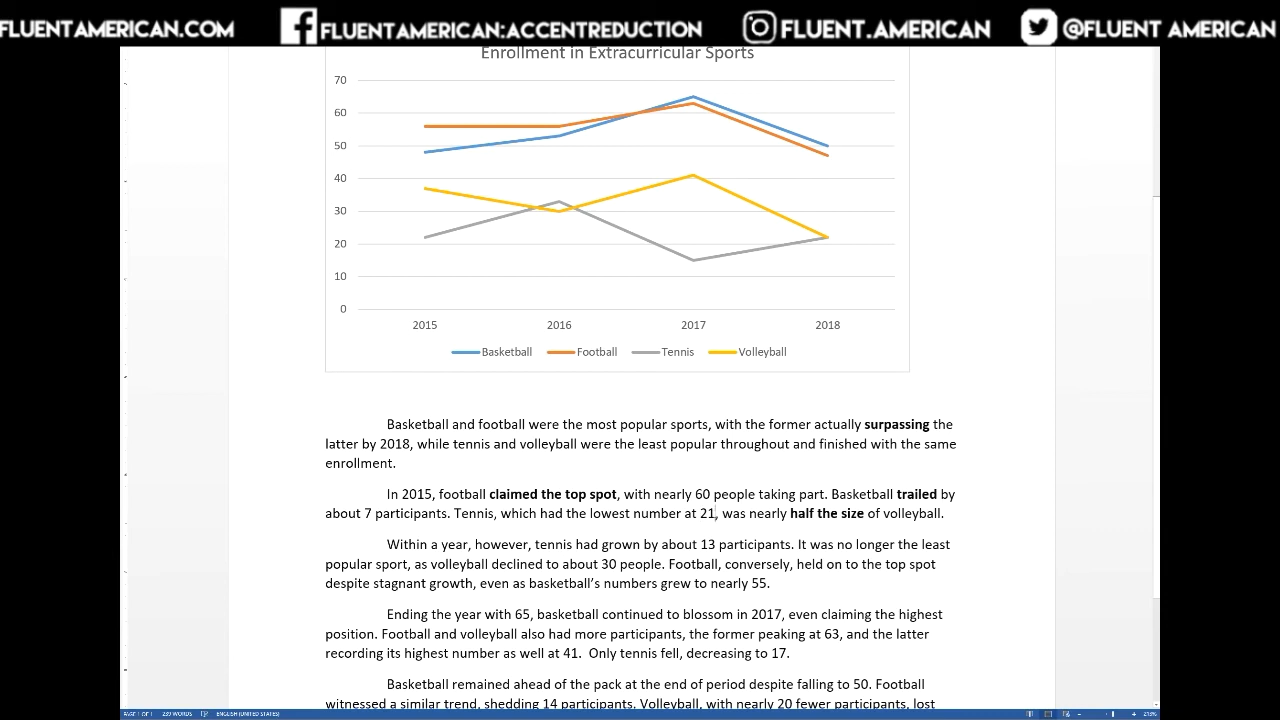 FLUENTAMERICAN.COM FLUENTAMERICAN:ACCENTREDUCTION FLUENT.AMERICAN @FLUENT AMERICAN
Enrollment in Extracurricular Sports
70
60
50
40
30
20
10
0
2015 2016 2017 2018
Basketball Football Tennis Volleyball
Basketball and football were the most popular sports, with the former actually surpassing the
latter by 2018, while tennis and volleyball were the least popular throughout and finished with the same
enrollment.
In 2015, football claimed the top spot, with nearly 60 people taking part. Basketball trailed by
about 7 participants. Tennis, which had the lowest number at 21, was nearly half the size of volleyball.
Within a year, however, tennis had grown by about 13 participants. It was no longer the least
popular sport, as volleyball declined to about 30 people. Football, conversely, held on to the top spot
despite stagnant growth, even as basketball's numbers grew to nearly 55.
Ending the year with 65, basketball continued to blossom in 2017, even claiming the highest
position. Football and volleyball also had more participants, the former peaking at 63, and the latter
recording its highest number as well at 41. Only tennis fell, decreasing to 17.
Basketball remained ahead of the pack at the end of period despite falling to 50. Football
witnessed a similar trend, shedding 14 participants. Volleyball, with nearly 20 fewer participants, lost
PAGE 1 OF 1 239 WORDS ENGLISH (UNITED STATES) 213%